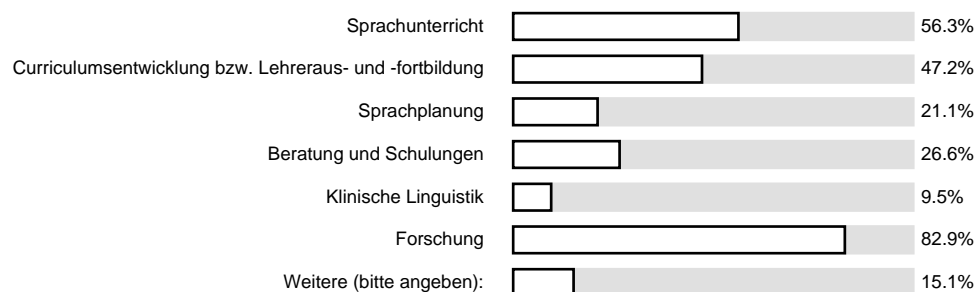 Sprachunterricht 56.3%
Curriculumsentwicklung bzw. Lehreraus- und -fortbildung 47.2%
Sprachplanung 21.1%
Beratung und Schulungen 26.6%
Klinische Linguistik 9.5%
Forschung 82.9%
Weitere (bitte angeben): 15.1%